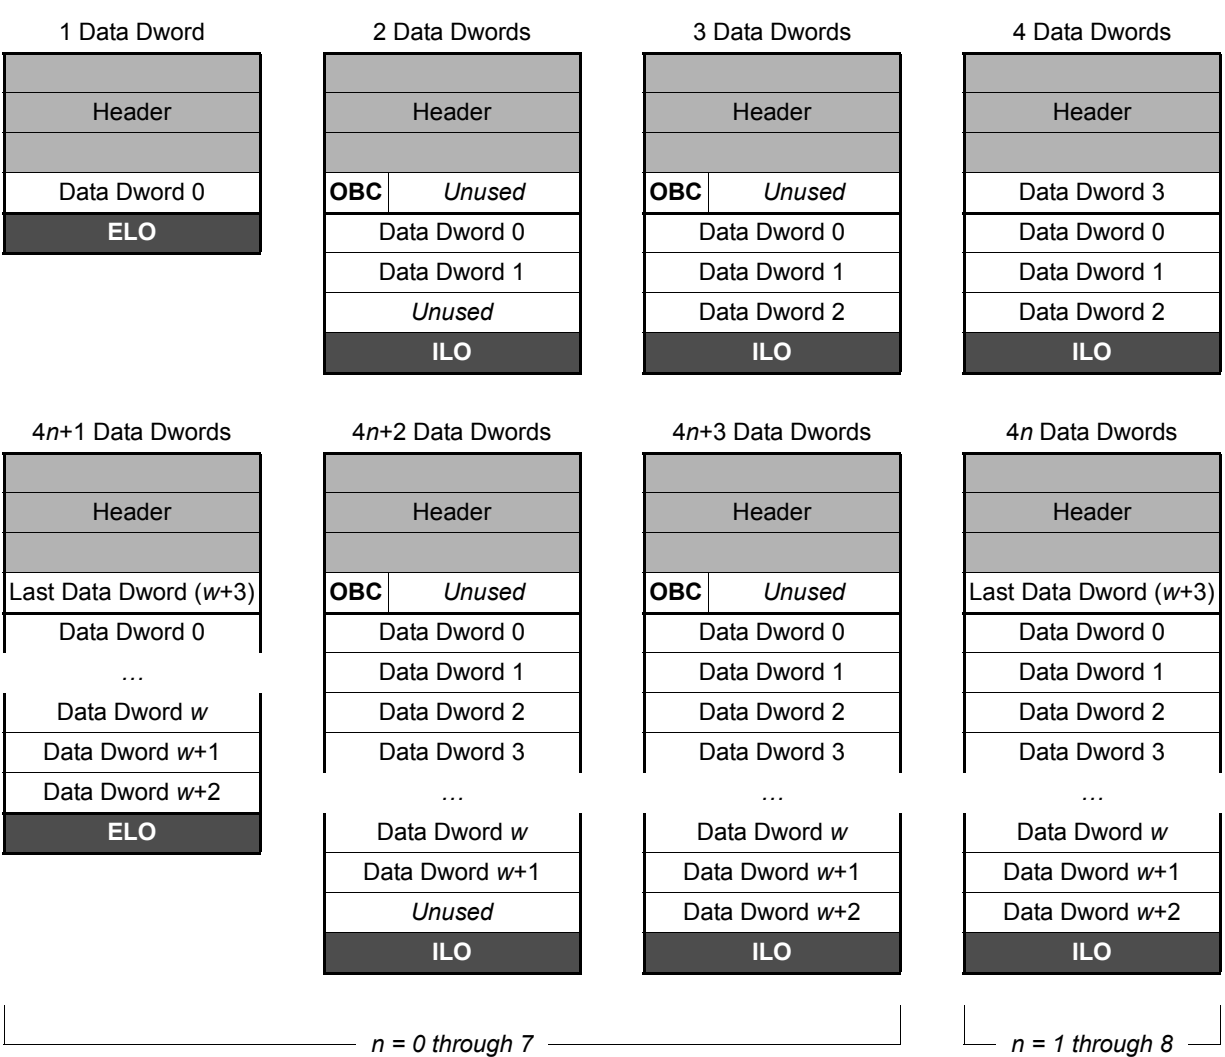 1 Data Dword
2 Data Dwords
3 Data Dwords
4 Data Dwords
Header
Header
Header
Header
Data Dword 0
OBC Unused
OBC Unused
Data Dword 3
ELO
Data Dword 0
Data Dword 0
Data Dword 0
Data Dword 1
Data Dword 1
Data Dword 1
Unused
Data Dword 2
Data Dword 2
ILO
ILO
ILO
4n+1 Data Dwords
4n+2 Data Dwords
4n+3 Data Dwords
4n Data Dwords
Header
Header
Header
Header
Last Data Dword (w+3)
OBC Unused
OBC Unused
Last Data Dword (w+3)
Data Dword 0
Data Dword 0
Data Dword 0
Data Dword 0
…
Data Dword 1
Data Dword 1
Data Dword 1
Data Dword w
Data Dword 2
Data Dword 2
Data Dword 2
Data Dword w+1
Data Dword 3
Data Dword 3
Data Dword 3
Data Dword w+2
…
…
…
ELO
Data Dword w
Data Dword w
Data Dword w
Data Dword w+1
Data Dword w+1
Data Dword w+1
Unused
Data Dword w+2
Data Dword w+2
ILO
ILO
ILO
n = 0 through 7
n = 1 through 8